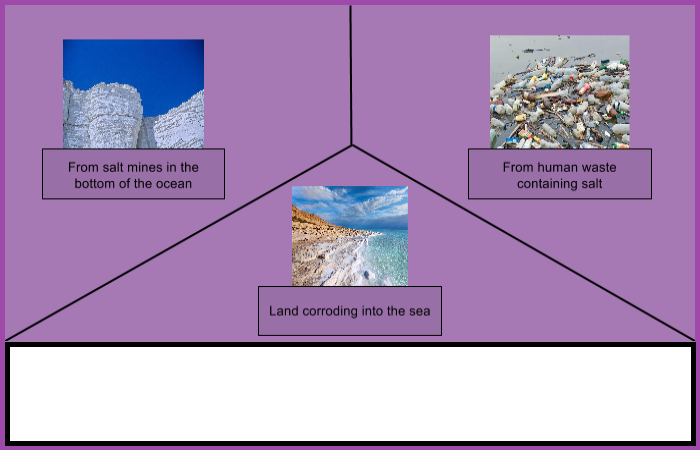 From salt mines in the
bottom of the ocean
From human waste
containing salt
Land corroding into the sea